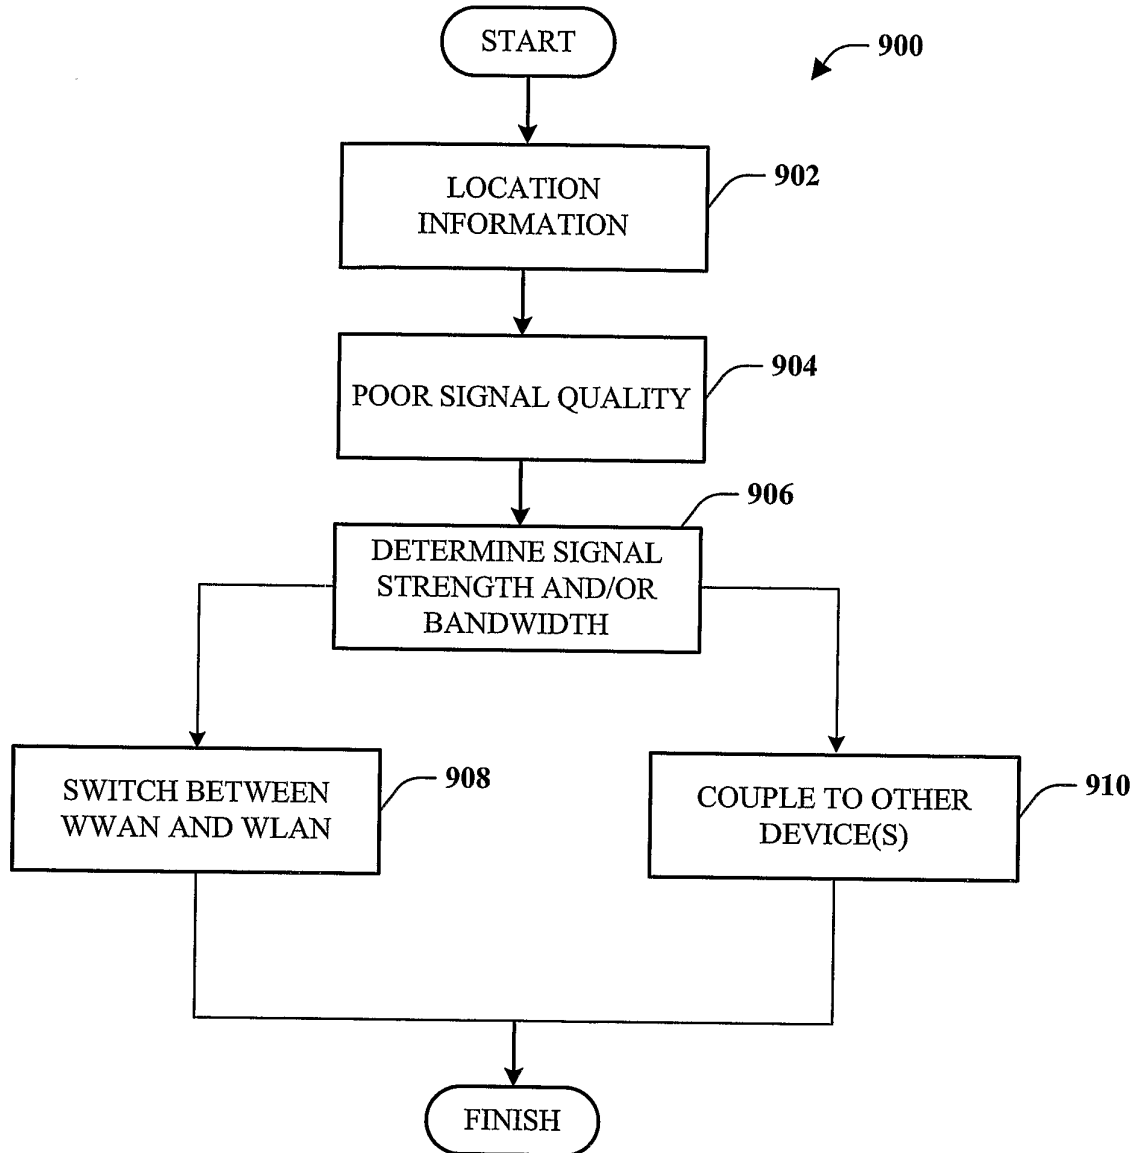 START
900
LOCATION
INFORMATION
902
POOR SIGNAL QUALITY
904
906
DETERMINE SIGNAL
STRENGTH AND/OR
BANDWIDTH
SWITCH BETWEEN
WWAN AND WLAN
908
COUPLE TO OTHER
DEVICE(S)
910
FINISH